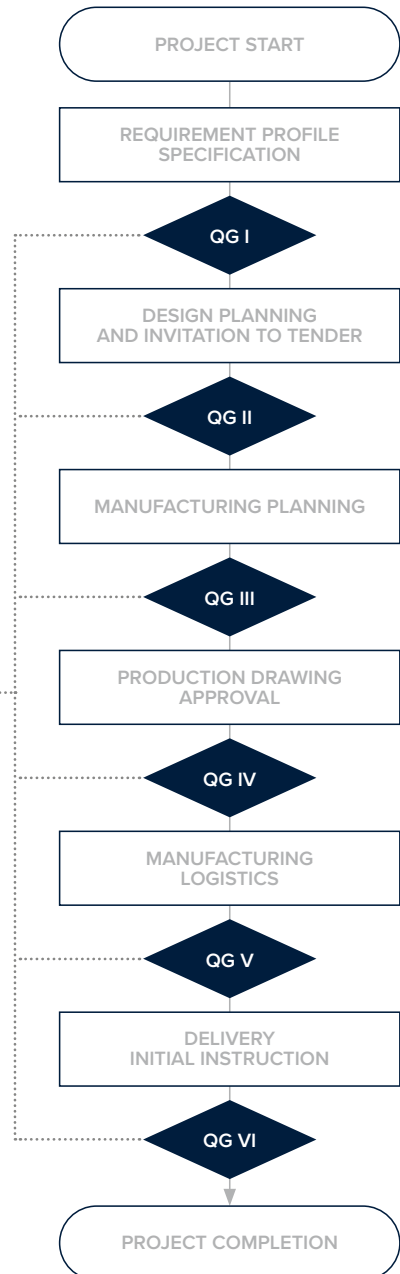 PROJECT START
REQUIREMENT PROFILE
SPECIFICATION
QG I
DESIGN PLANNING
AND INVITATION TO TENDER
QG II
MANUFACTURING PLANNING
QG III
PRODUCTION DRAWING
APPROVAL
QG IV
MANUFACTURING
LOGISTICS
QG V
DELIVERY
INITIAL INSTRUCTION
QG VI
PROJECT COMPLETION